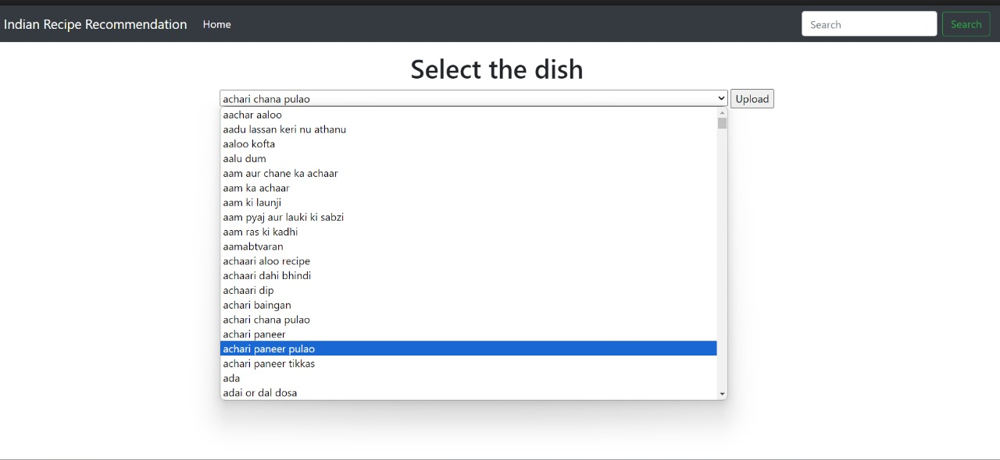 Indian Recipe Recommendation Home Search Search
Select the dish
achari chana pulao Upload
aachar aaloo
aadu lassan keri nu athanu
aaloo kofta
aalu dum
aam aur chane ka achaar
aam ka achaar
aam ki launji
aam pyaj aur lauki ki sabzi
aam ras ki kadhi
aamabtvaran
achaari aloo recipe
achaari dahi bhindi
achaari dip
achari baingan
achari chana pulao
achari paneer
achari paneer pulao
achari paneer tikkas
ada
adai or dal dosa